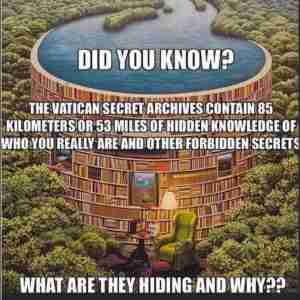 DID YOU KNOW?
THE VATICAN SECRET ARCHIVES CONTAIN 85
KILOMETERS OR 53 MILES OF HIDDEN KNOWLEDGE OF
WHO YOU REALLY ARE AND OTHER FORBIDDEN SECRETS
WHAT ARE THEY HIDING AND WHY??